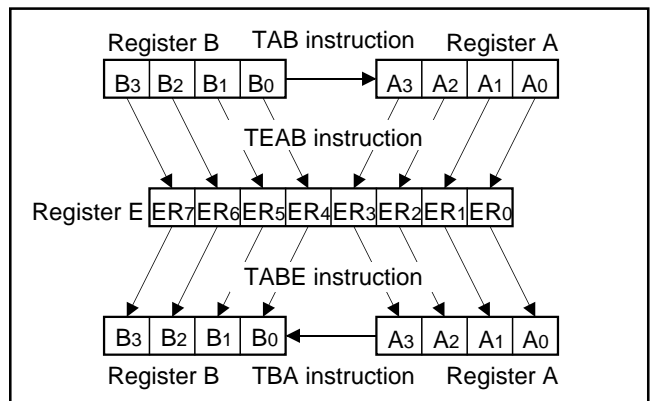 Register B TAB instruction Register A
B3 B2 B1 B0 A3 A2 A1 A0
TEAB instruction
Register E ER7 ER6 ER5 ER4 ER3 ER2 ER1 ER0
TABE instruction
B3 B2 B1 B0 A3 A2 A1 A0
Register B TBA instruction Register A